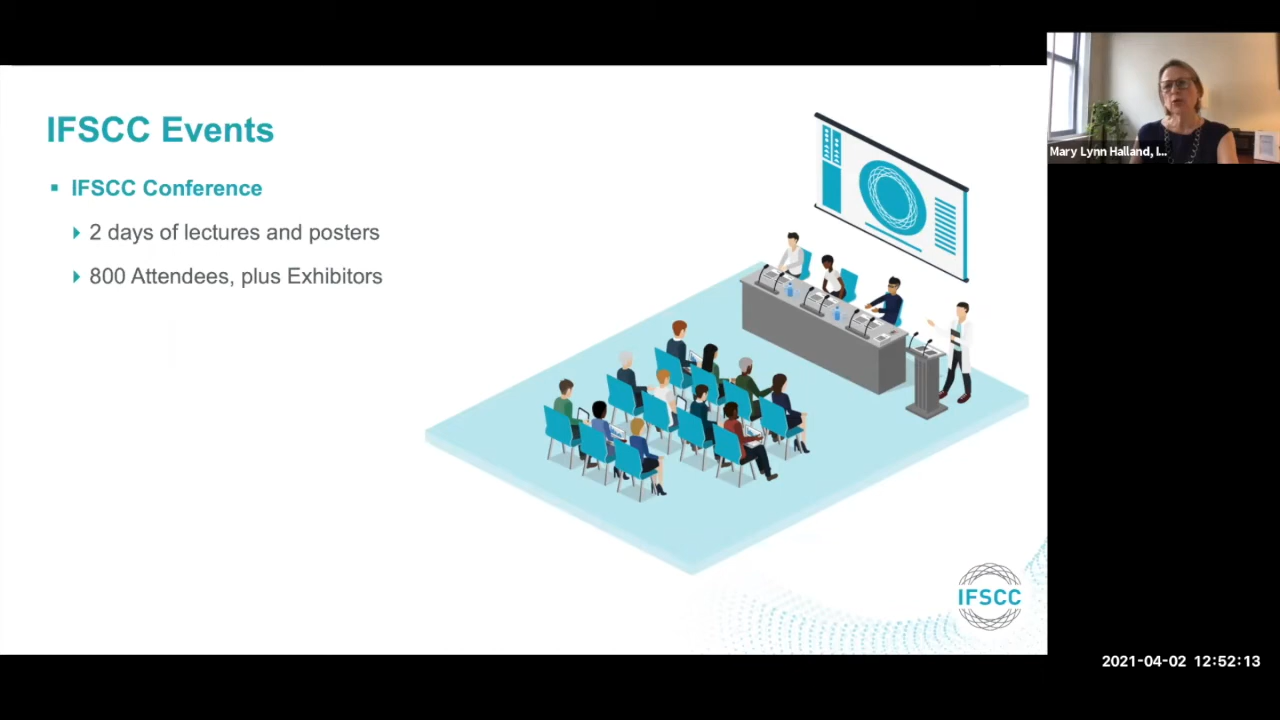 IFSCC Events
▪ IFSCC Conference
2 days of lectures and posters
800 Attendees, plus Exhibitors
Mary Lynn Halland, I...
IFSCC
2021-04-02 12:52:13